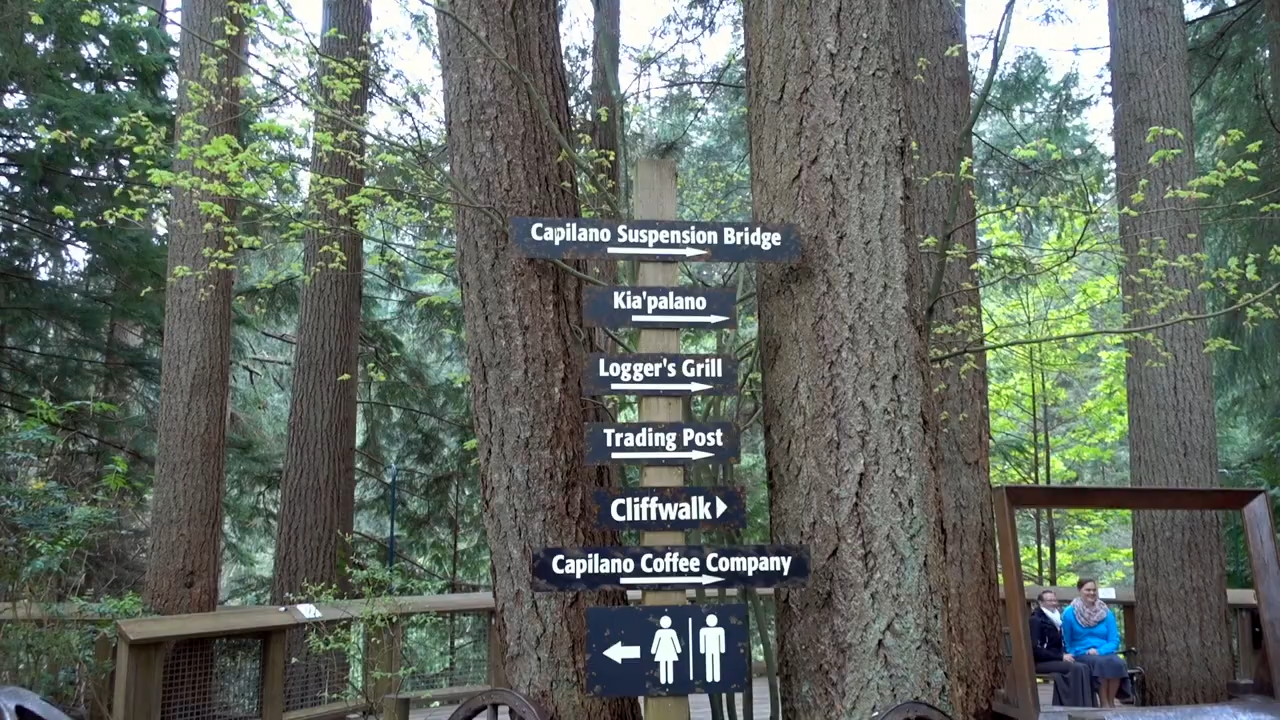 Capilano Suspension Bridge
Kia'palano
Logger's Grill
Trading Post
Cliffwalk
Capilano Coffee Company